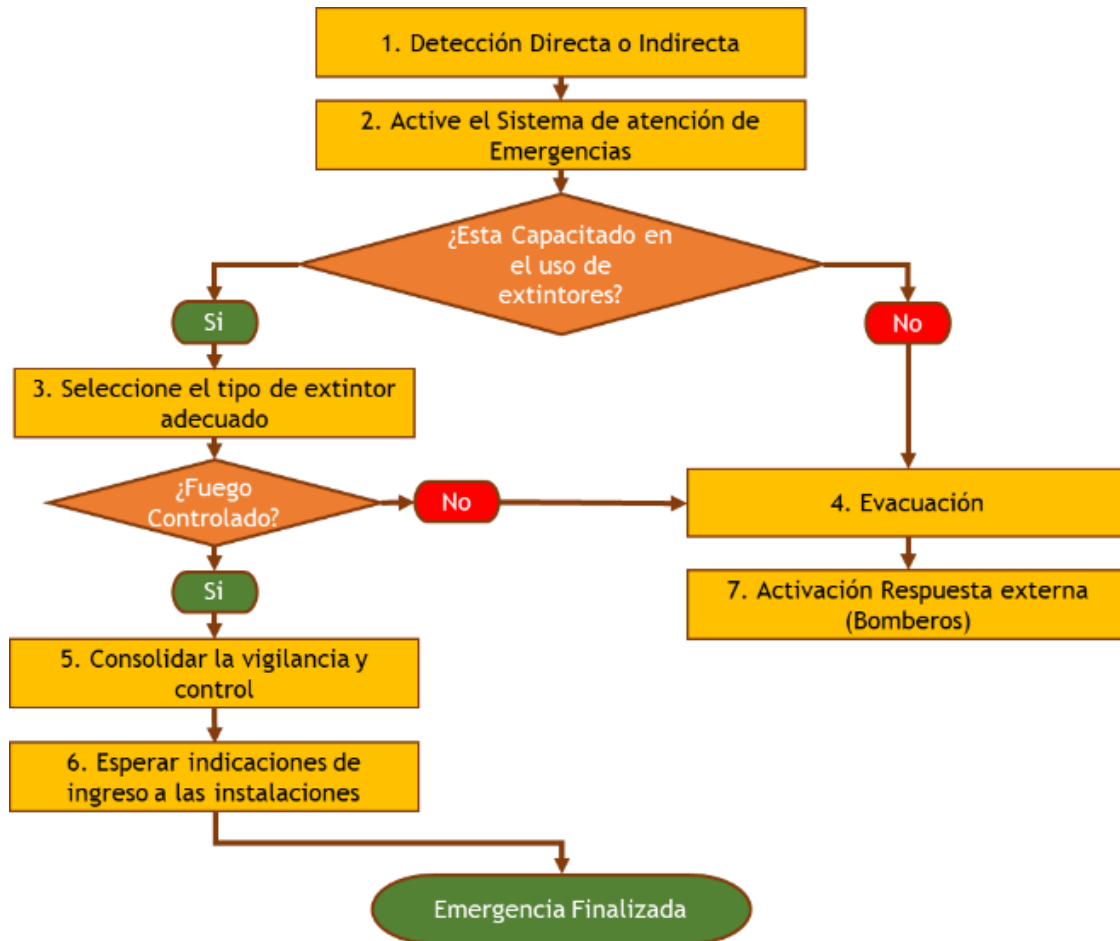 1. Detección Directa o Indirecta
2. Active el Sistema de atención de
Emergencias
¿Esta Capacitado en
el uso de
extintores?
Si
No
3. Seleccione el tipo de extintor
adecuado
¿Fuego
Controlado?
No
4. Evacuación
Si
7. Activación Respuesta externa
(Bomberos)
5. Consolidar la vigilancia y
control
6. Esperar indicaciones de
ingreso a las instalaciones
Emergencia Finalizada